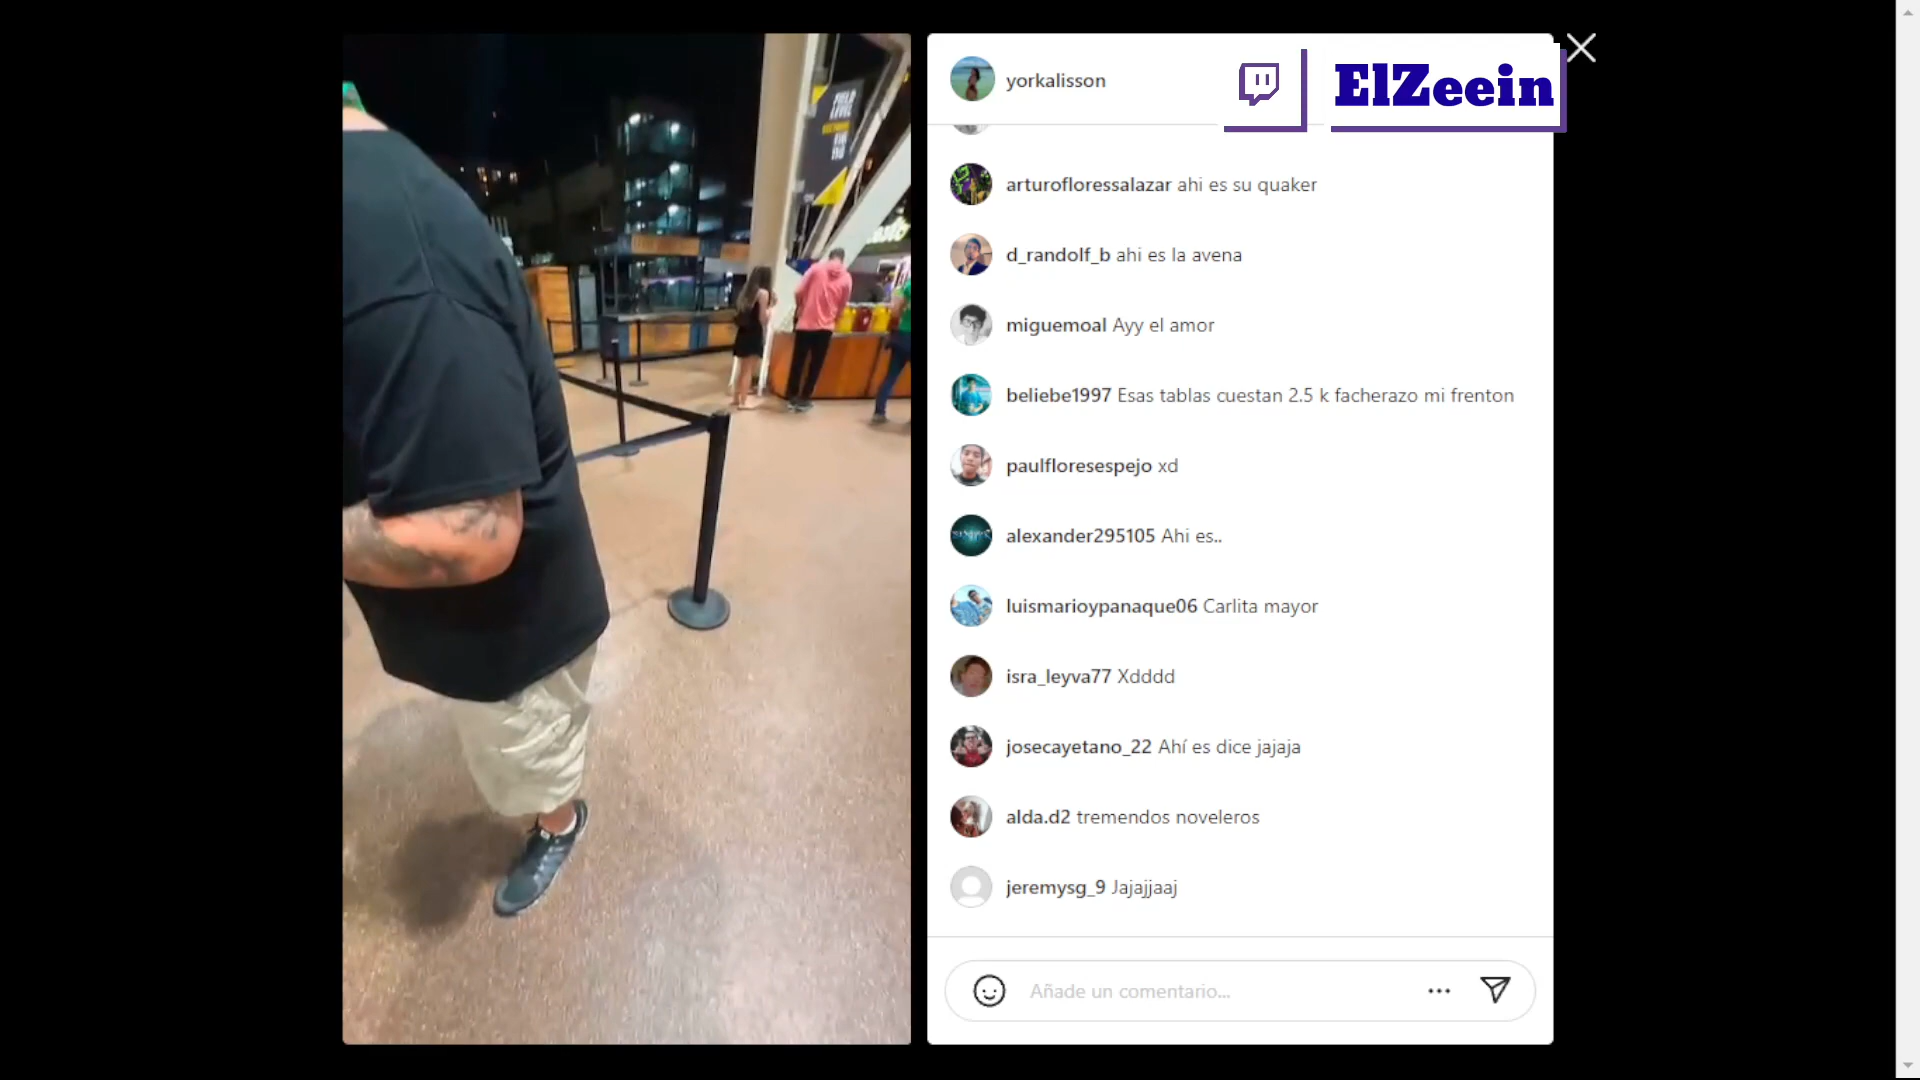 yorkalisson
ElZeein
arturofloressalazar ahi es su quaker
d_randolf_b ahi es la avena
miguemoal Ayy el amor
beliebe1997 Esas tablas cuestan 2.5 k facherazo mi frenton
paulfloresespejo xd
alexander295105 Ahi es..
luismarioypanaque06 Carlita mayor
isra_leyva77 Xdddd
josecayetano_22 Ahí es dice jajaja
alda.d2 tremendos noveleros
jeremysg_9 Jajajjaaj
Añade un comentario...
FIELD
LEVEL